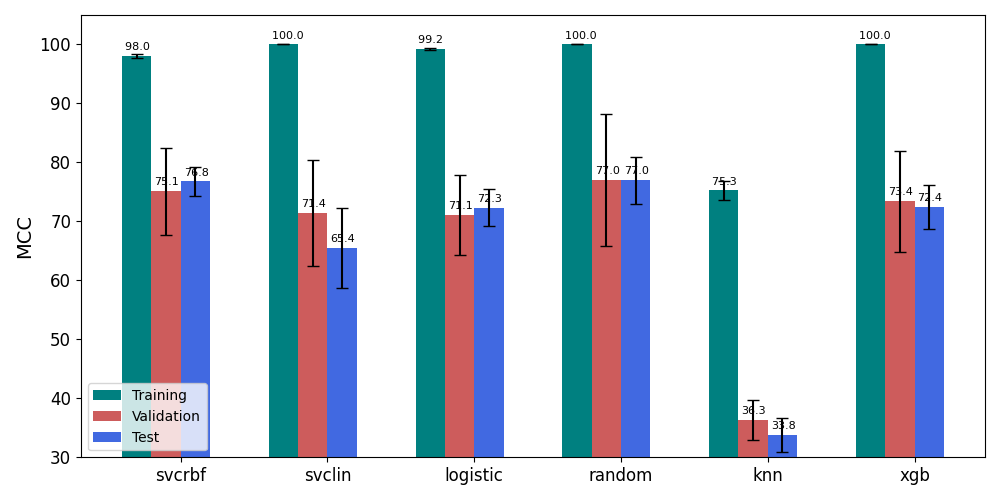 MCC
100
90
80
70
60
50
40
30
98.0
75.1
76.8
100.0
71.4
65.4
99.2
71.1
72.3
100.0
77.0
77.0
75.3
36.3
33.8
100.0
73.4
72.4
Training
Validation
Test
svcrbf
svclin
logistic
random
knn
xgb